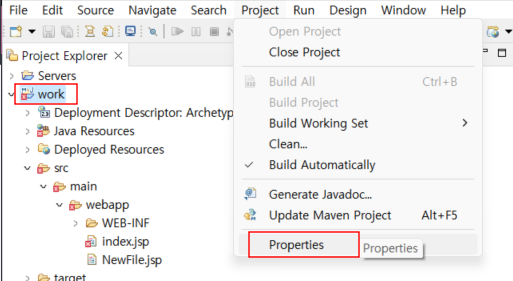 File Edit Source Navigate Search Project Run Design Window Help
Project Explorer
Servers
work
Deployment Descriptor: Archetyp
Java Resources
Deployed Resources
src
main
webapp
WEB-INF
index.jsp
NewFile.jsp
target
Open Project
Close Project
Build All Ctrl+B
Build Project
Build Working Set
Clean...
Build Automatically
Generate Javadoc...
Update Maven Project Alt+F5
Properties
Properties